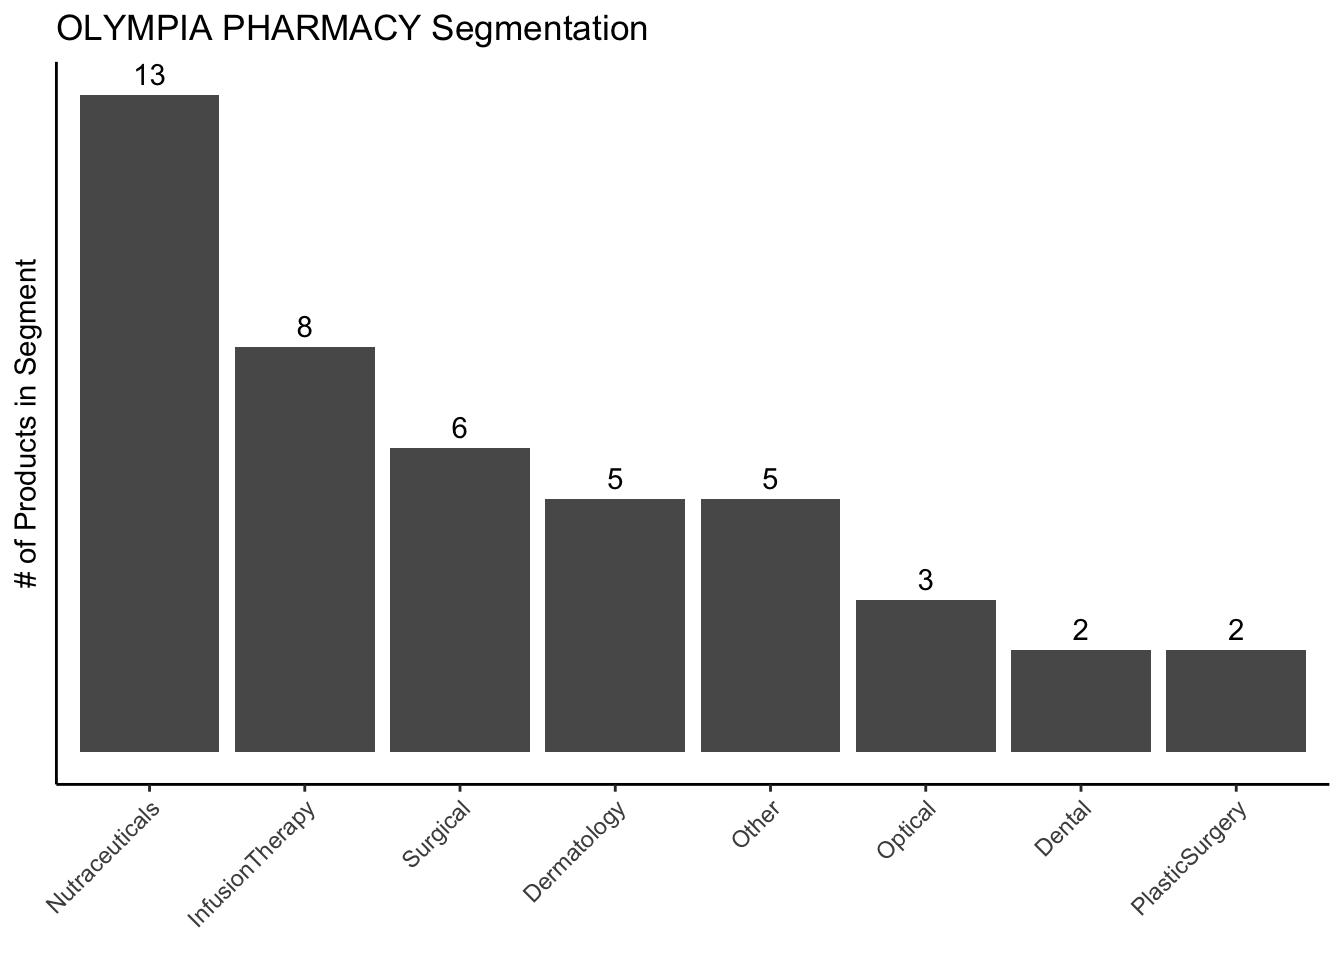 OLYMPIA PHARMACY Segmentation
# of Products in Segment
13
8
6
5
5
3
2
2
Nutraceuticals
InfusionTherapy
Surgical
Dermatology
Other
Optical
Dental
PlasticSurgery